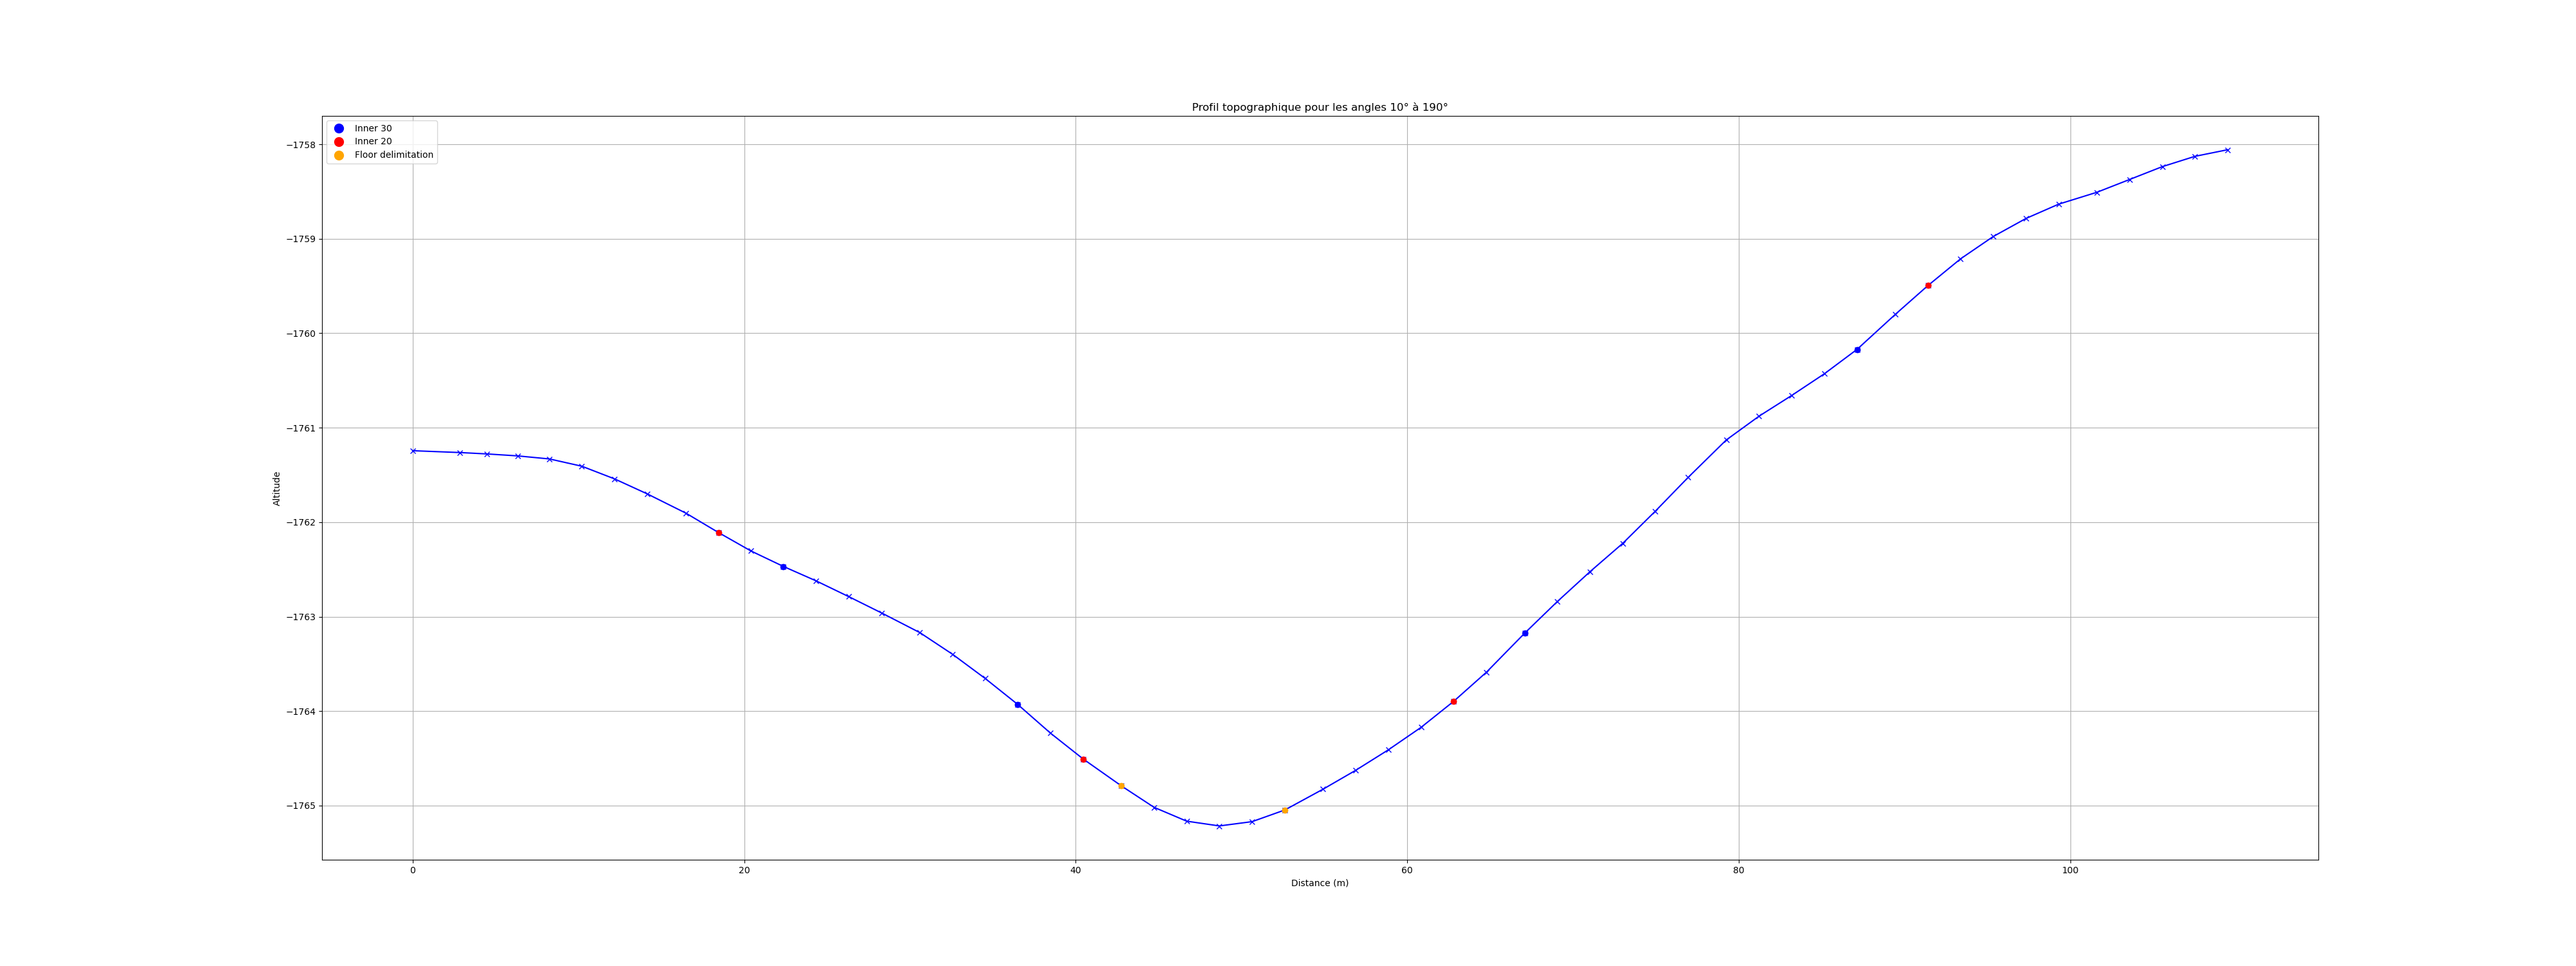 Profil topographique pour les angles 10° à 190°
Inner 30
Inner 20
Floor delimitation
−1758
−1759
−1760
−1761
−1762
−1763
−1764
−1765
Altitude
0 20 40 60 80 100
Distance (m)